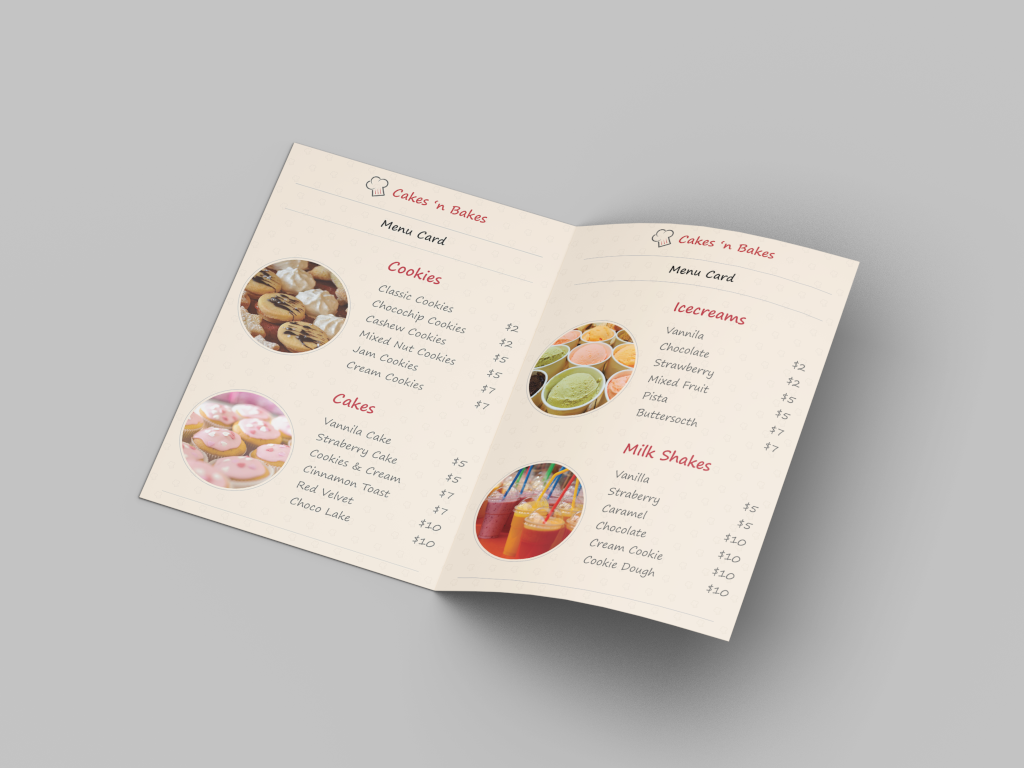 Cakes 'n Bakes
Menu Card
Cookies
Classic Cookies $2
Chocochip Cookies $2
Cashew Cookies $5
Mixed Nut Cookies $5
Jam Cookies $7
Cream Cookies $7
Cakes
Vannila Cake $5
Straberry Cake $5
Cookies & Cream $7
Cinnamon Toast $7
Red Velvet $10
Choco Lake $10
Cakes 'n Bakes
Menu Card
Icecreams
Vannila $2
Chocolate $2
Strawberry $5
Mixed Fruit $5
Pista $7
Buttersocth $7
Milk Shakes
Vanilla $5
Straberry $5
Caramel $10
Chocolate $10
Cream Cookie $10
Cookie Dough $10